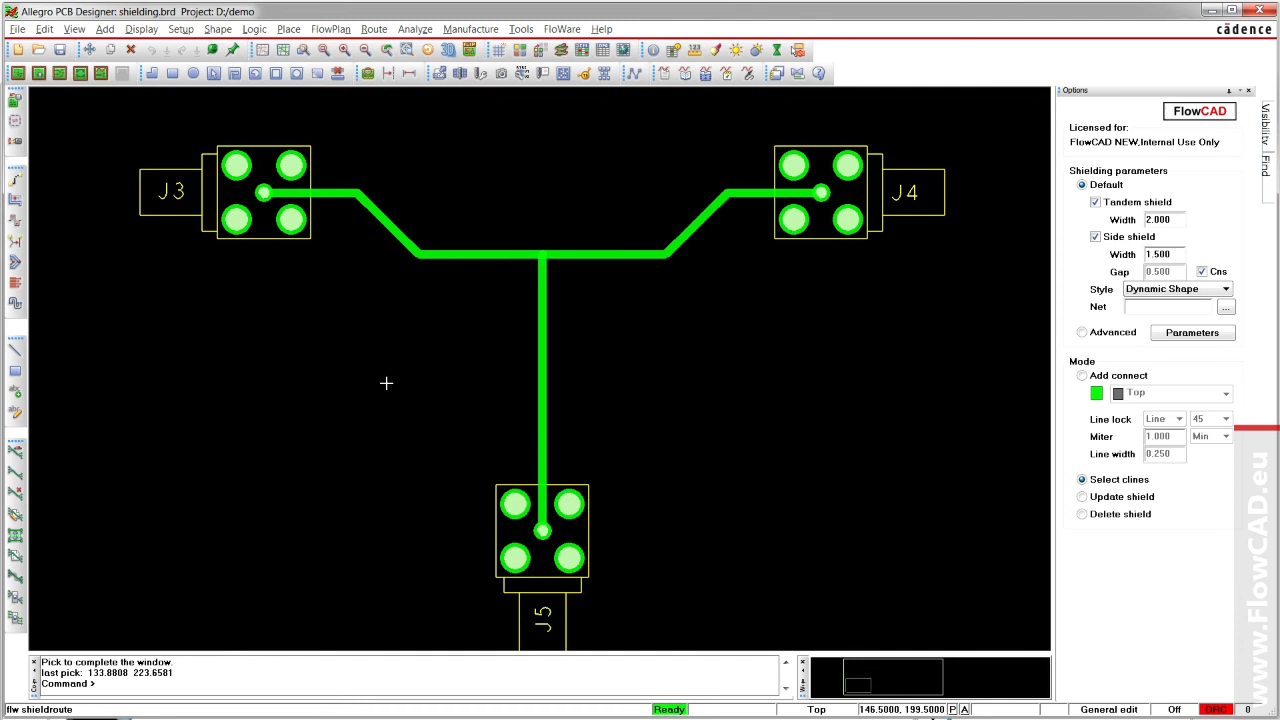 Allegro PCB Designer: shielding.brd  Project: D:/demo
File Edit View Add Display Setup Shape Logic Place FlowPlan Route Analyze Manufacture Tools FloWare Help
cādence
Options
FlowCAD
Licensed for:
FlowCAD NEW,Internal Use Only
Shielding parameters
Default
Tandem shield
Width 2.000
Side shield
Width 1.500
Gap 0.500 Cns
Style Dynamic Shape
Net ...
Advanced Parameters
Mode
Add connect
Top
Line lock Line 45
Miter 1.000 Min
Line width 0.250
Select clines
Update shield
Delete shield
Visibility
Find
J3
J4
J5
www.FlowCAD.eu
Pick to complete the window.
last pick:  133.8808  223.6581
Command >
flw shieldroute Ready Top 146.5000, 199.5000 P A General edit Off DRC 0